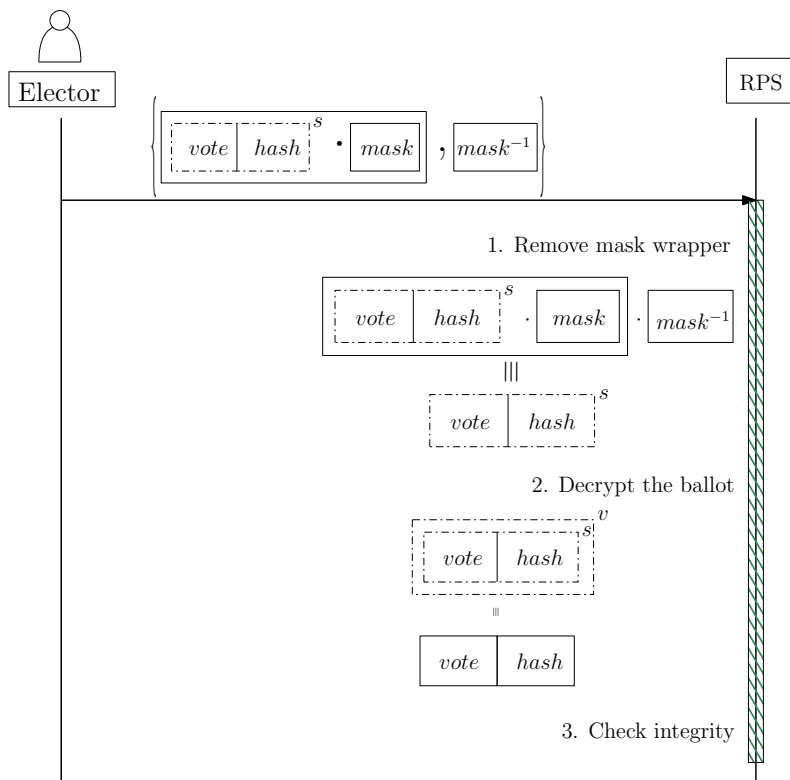 Elector
RPS
{ vote hash s · mask , mask⁻¹ }
1. Remove mask wrapper
vote hash s · mask · mask⁻¹
≡
vote hash s
2. Decrypt the ballot
vote hash s v
≡
vote hash
3. Check integrity